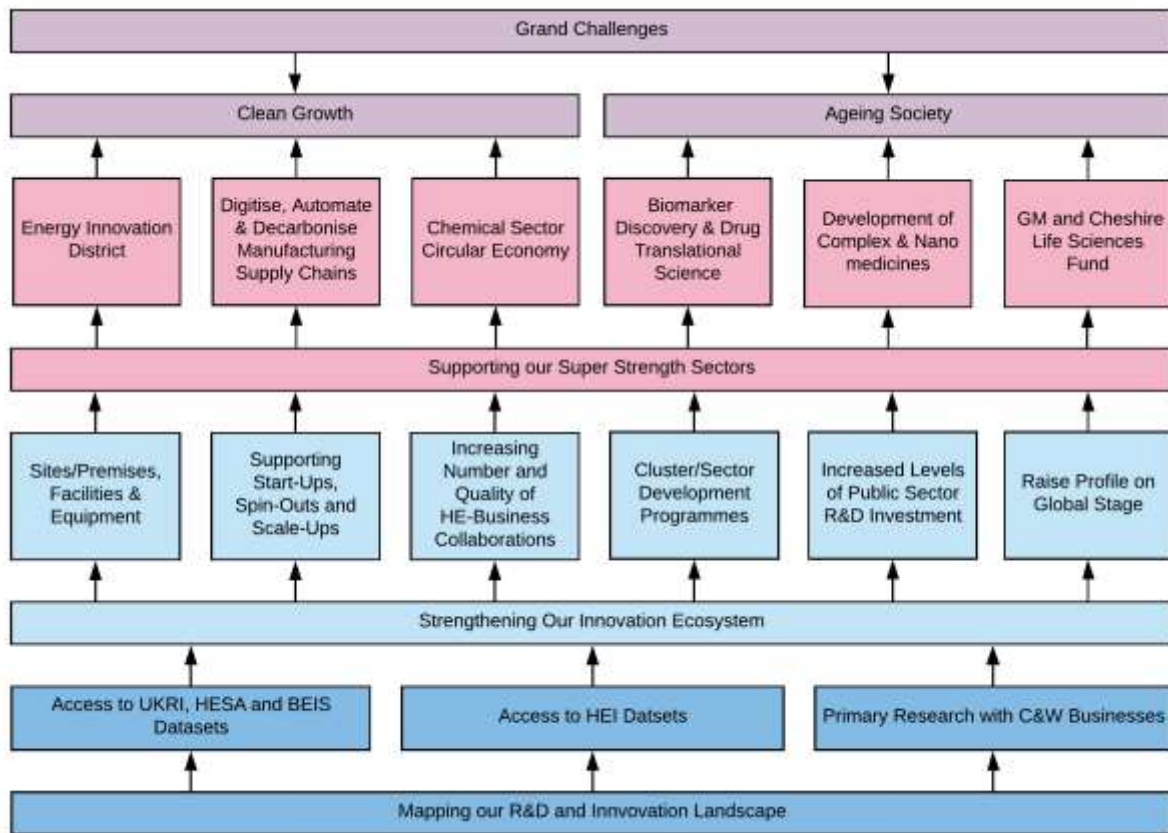 Grand Challenges
Clean Growth
Ageing Society
Energy Innovation
District
Digitise, Automate
& Decarbonise
Manufacturing
Supply Chains
Chemical Sector
Circular Economy
Biomarker
Discovery & Drug
Translational
Science
Development of
Complex & Nano
medicines
GM and Cheshire
Life Sciences
Fund
Supporting our Super Strength Sectors
Sites/Premises,
Facilities &
Equipment
Supporting
Start-Ups,
Spin-Outs and
Scale-Ups
Increasing
Number and
Quality of
HE-Business
Collaborations
Cluster/Sector
Development
Programmes
Increased Levels
of Public Sector
R&D Investment
Raise Profile on
Global Stage
Strengthening Our Innovation Ecosystem
Access to UKRI, HESA and BEIS
Datasets
Access to HEI Datsets
Primary Research with C&W Businesses
Mapping our R&D and Innvovation Landscape